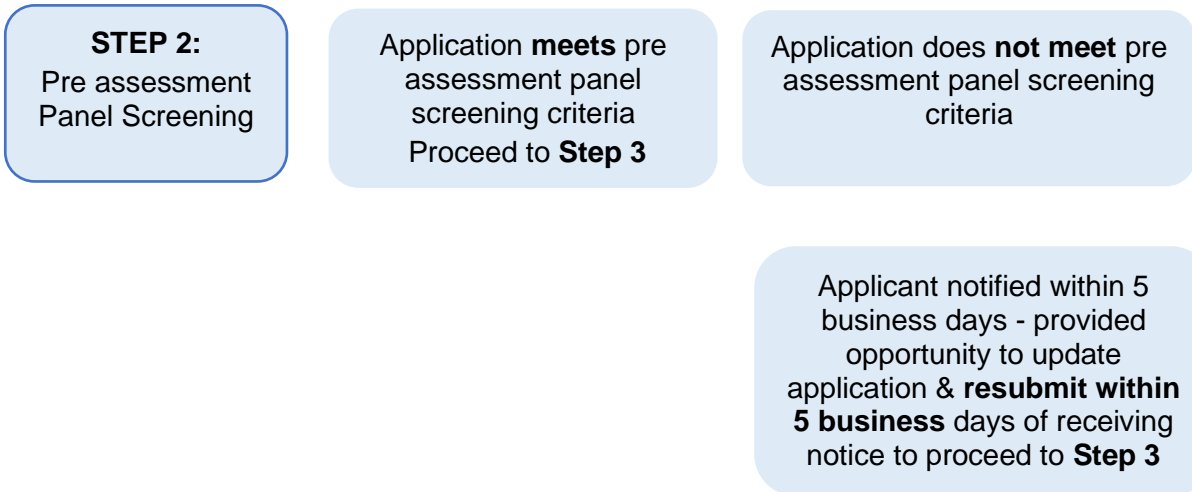 STEP 2:
Pre assessment
Panel Screening
Application meets pre
assessment panel
screening criteria
Proceed to Step 3
Application does not meet pre
assessment panel screening
criteria
Applicant notified within 5
business days - provided
opportunity to update
application & resubmit within
5 business days of receiving
notice to proceed to Step 3